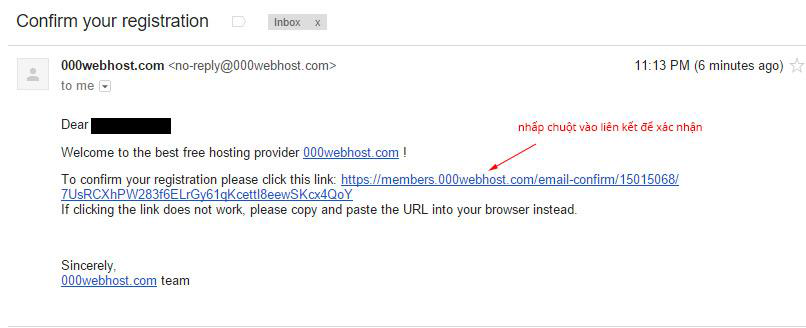 Confirm your registration
Inbox x
000webhost.com <no-reply@000webhost.com>
11:13 PM (6 minutes ago)
to me
Dear
nhấp chuột vào liên kết để xác nhận
Welcome to the best free hosting provider 000webhost.com !
To confirm your registration please click this link: https://members.000webhost.com/email-confirm/15015068/
7UsRCXhPW283f6ELrGy61qKcettI8eewSKcx4QoY
If clicking the link does not work, please copy and paste the URL into your browser instead.
Sincerely,
000webhost.com team